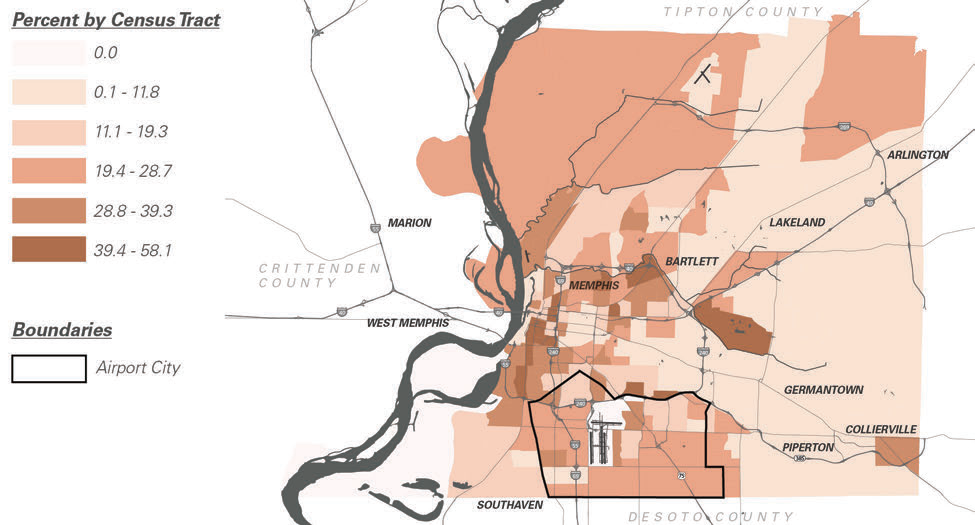 Percent by Census Tract
0.0
0.1 - 11.8
11.1 - 19.3
19.4 - 28.7
28.8 - 39.3
39.4 - 58.1
Boundaries
Airport City
TIPTON COUNTY
ARLINGTON
MARION
LAKELAND
BARTLETT
CRITTENDEN
COUNTY
MEMPHIS
WEST MEMPHIS
GERMANTOWN
COLLIERVILLE
PIPERTON
SOUTHAVEN
DESOTO COUNTY